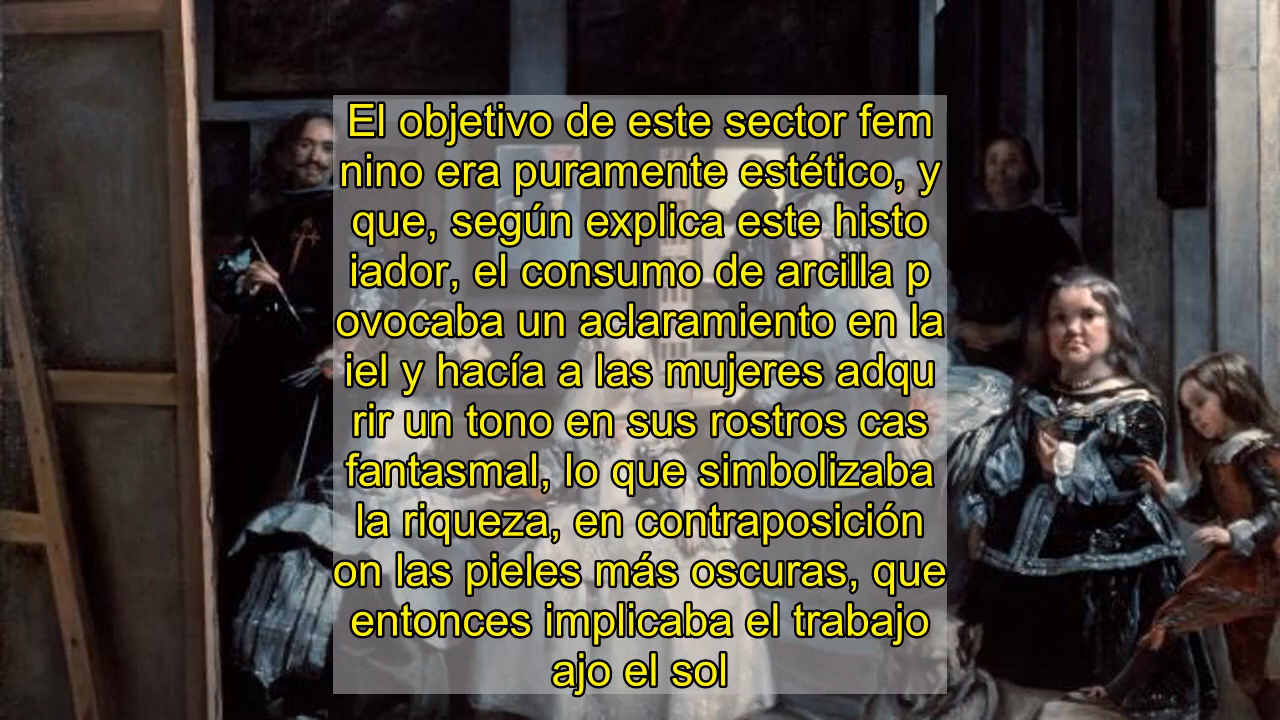 El objetivo de este sector fem
nino era puramente estético, y
que, según explica este histo
iador, el consumo de arcilla p
ovocaba un aclaramiento en la
iel y hacía a las mujeres adqu
rir un tono en sus rostros cas
fantasmal, lo que simbolizaba
la riqueza, en contraposición
on las pieles más oscuras, que
entonces implicaba el trabajo
ajo el sol